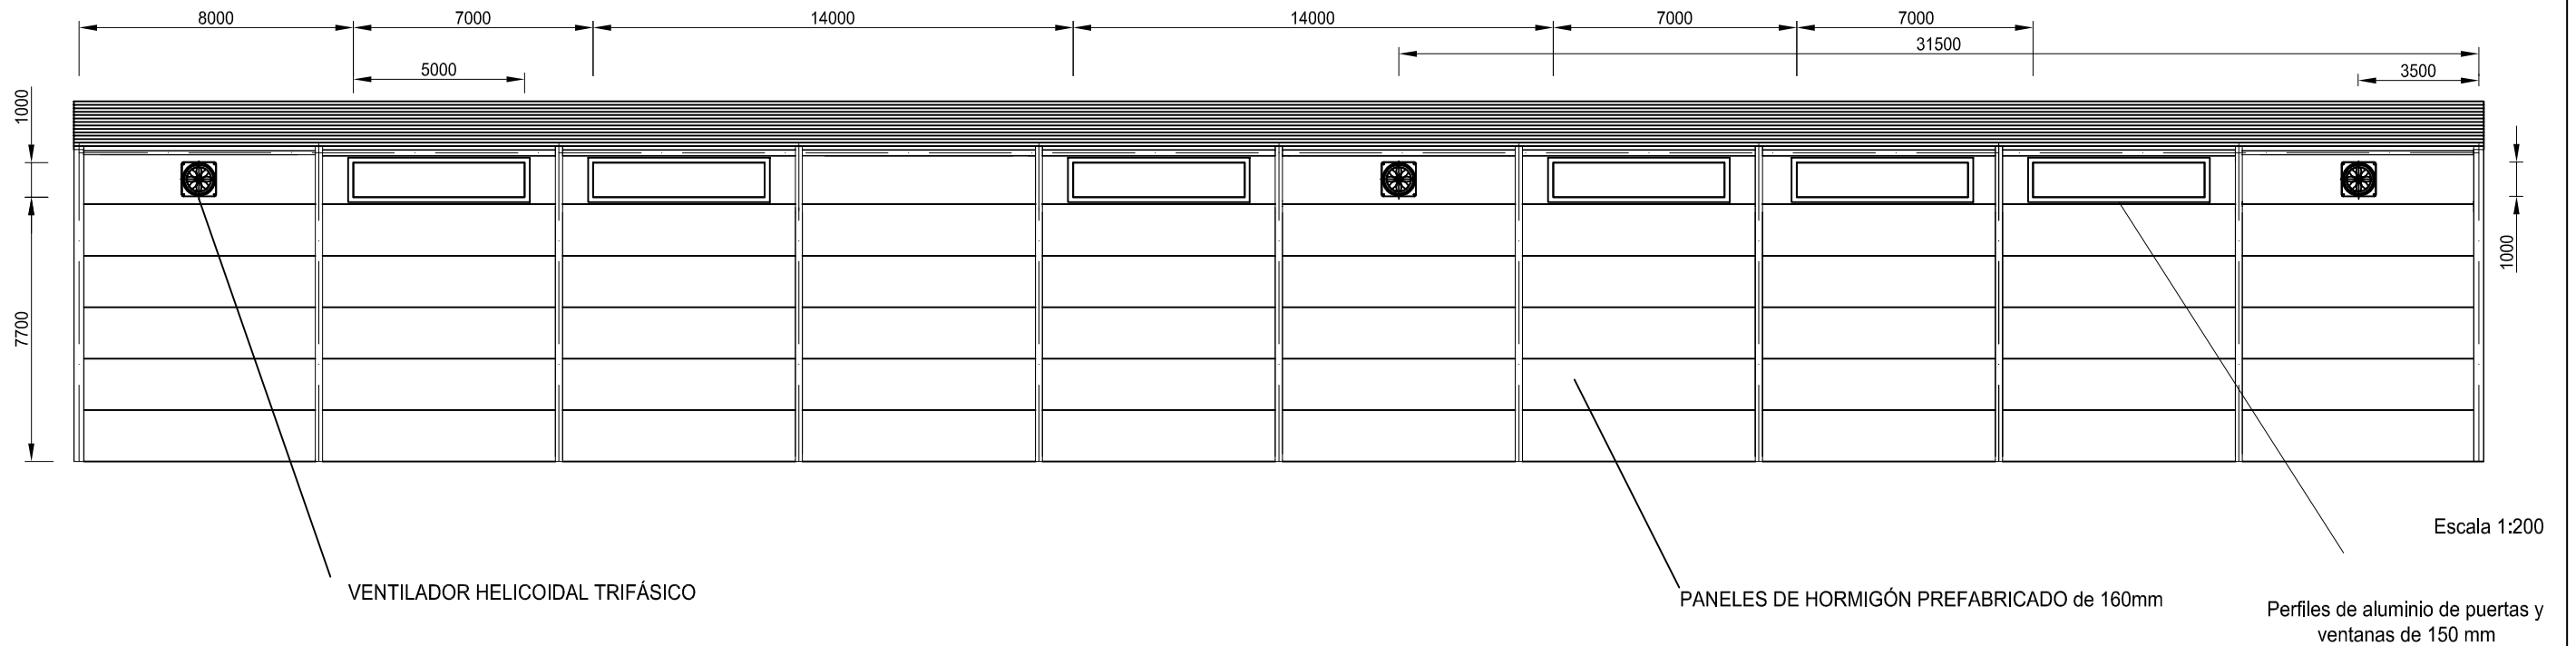 8000
7000
14000
14000
7000
7000
31500
5000
3500
1000
7700
1000
Escala 1:200
VENTILADOR HELICOIDAL TRIFÁSICO
PANELES DE HORMIGÓN PREFABRICADO de 160mm
Perfiles de aluminio de puertas y
ventanas de 150 mm